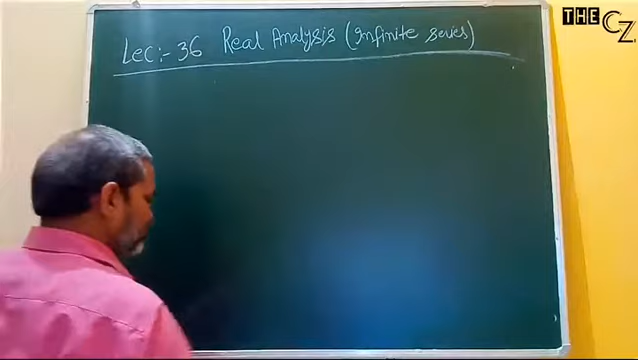 Lec:- 36 Real Analysis (Infinite series)
THE CZ.